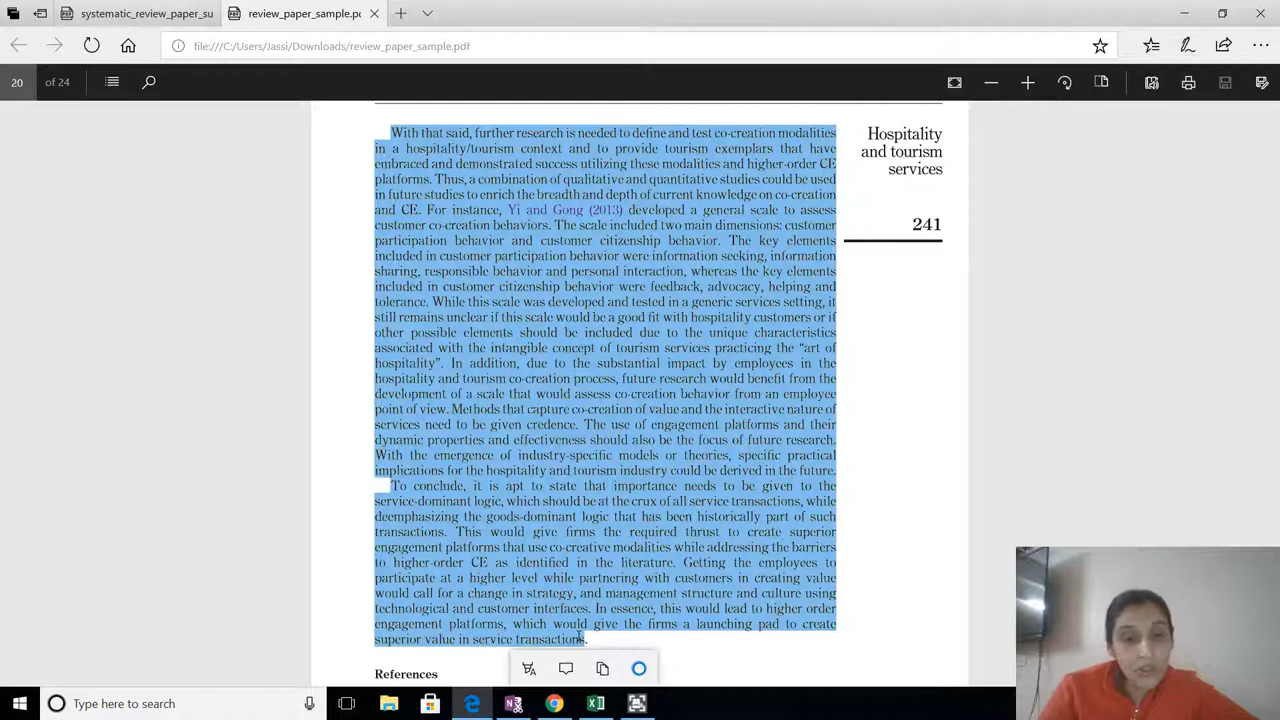 systematic_review_paper_su
review_paper_sample.p
file:///C:/Users/Jassi/Downloads/review_paper_sample.pdf
20 of 24
With that said, further research is needed to define and test co-creation modalities
in a hospitality/tourism context and to provide tourism exemplars that have
embraced and demonstrated success utilizing these modalities and higher-order CE
platforms. Thus, a combination of qualitative and quantitative studies could be used
in future studies to enrich the breadth and depth of current knowledge on co-creation
and CE. For instance, Yi and Gong (2013) developed a general scale to assess
customer co-creation behaviors. The scale included two main dimensions: customer
participation behavior and customer citizenship behavior. The key elements
included in customer participation behavior were information seeking, information
sharing, responsible behavior and personal interaction, whereas the key elements
included in customer citizenship behavior were feedback, advocacy, helping and
tolerance. While this scale was developed and tested in a generic services setting, it
still remains unclear if this scale would be a good fit with hospitality customers or if
other possible elements should be included due to the unique characteristics
associated with the intangible concept of tourism services practicing the “art of
hospitality”. In addition, due to the substantial impact by employees in the
hospitality and tourism co-creation process, future research would benefit from the
development of a scale that would assess co-creation behavior from an employee
point of view. Methods that capture co-creation of value and the interactive nature of
services need to be given credence. The use of engagement platforms and their
dynamic properties and effectiveness should also be the focus of future research.
With the emergence of industry-specific models or theories, specific practical
implications for the hospitality and tourism industry could be derived in the future.
To conclude, it is apt to state that importance needs to be given to the
service-dominant logic, which should be at the crux of all service transactions, while
deemphasizing the goods-dominant logic that has been historically part of such
transactions. This would give firms the required thrust to create superior
engagement platforms that use co-creative modalities while addressing the barriers
to higher-order CE as identified in the literature. Getting the employees to
participate at a higher level while partnering with customers in creating value
would call for a change in strategy, and management structure and culture using
technological and customer interfaces. In essence, this would lead to higher order
engagement platforms, which would give the firms a launching pad to create
superior value in service transactions.
References
Hospitality
and tourism
services
241
Type here to search